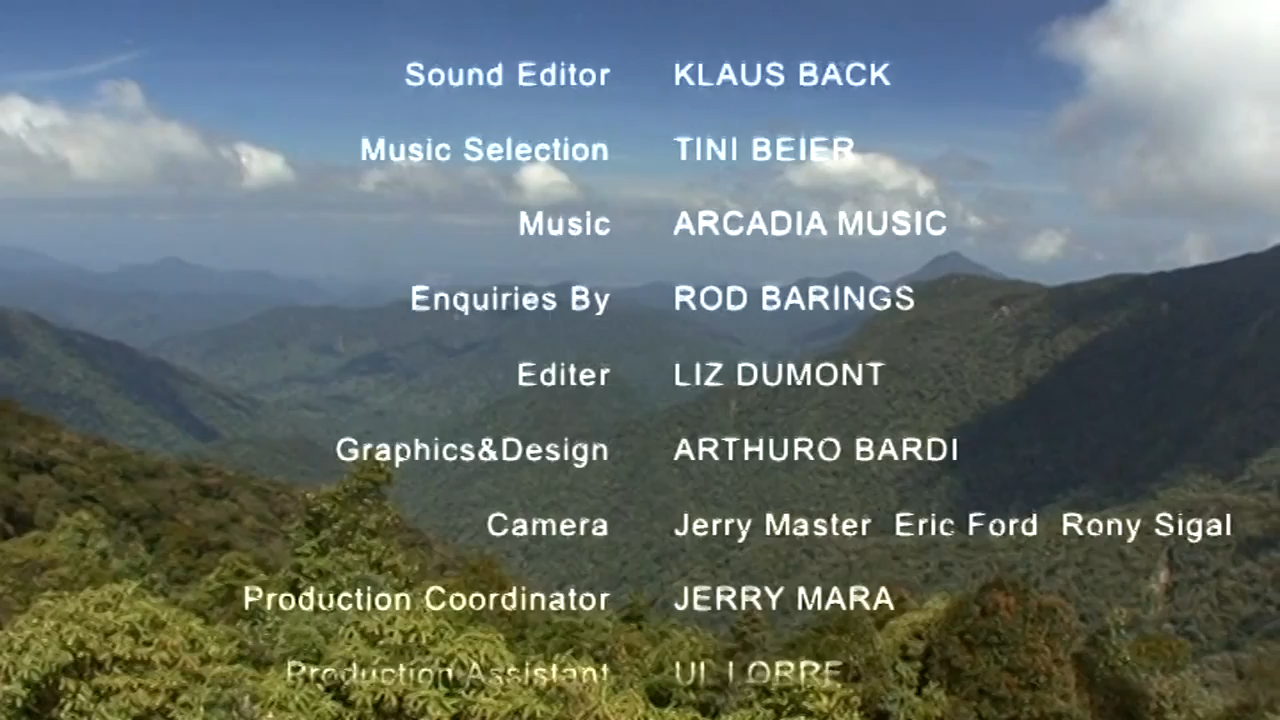 Sound Editor KLAUS BACK
Music Selection TINI BEIER
Music ARCADIA MUSIC
Enquiries By ROD BARINGS
Editer LIZ DUMONT
Graphics&Design ARTHURO BARDI
Camera Jerry Master Eric Ford Rony Sigal
Production Coordinator JERRY MARA
Production Assistant